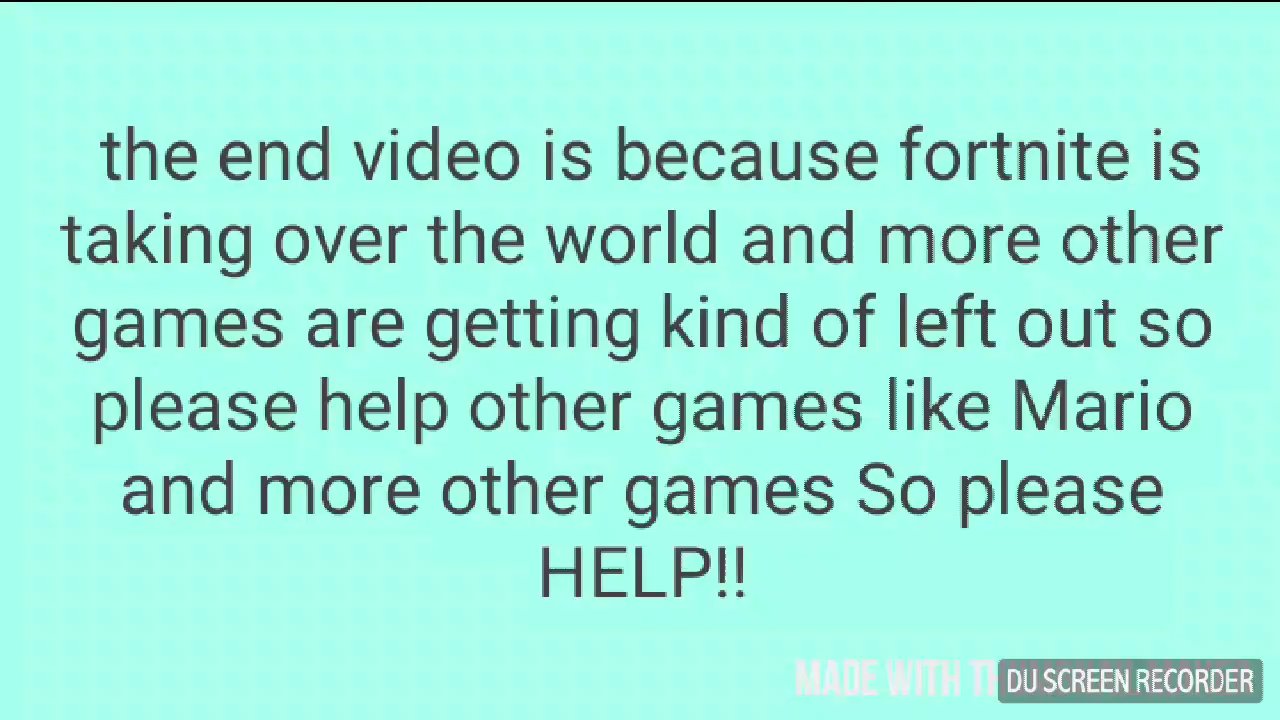 the end video is because fortnite is
taking over the world and more other
games are getting kind of left out so
please help other games like Mario
and more other games So please
HELP!!
MADE WITH
DU SCREEN RECORDER